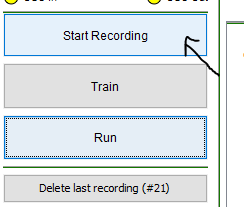 Start Recording
Train
Run
Delete last recording (#21)